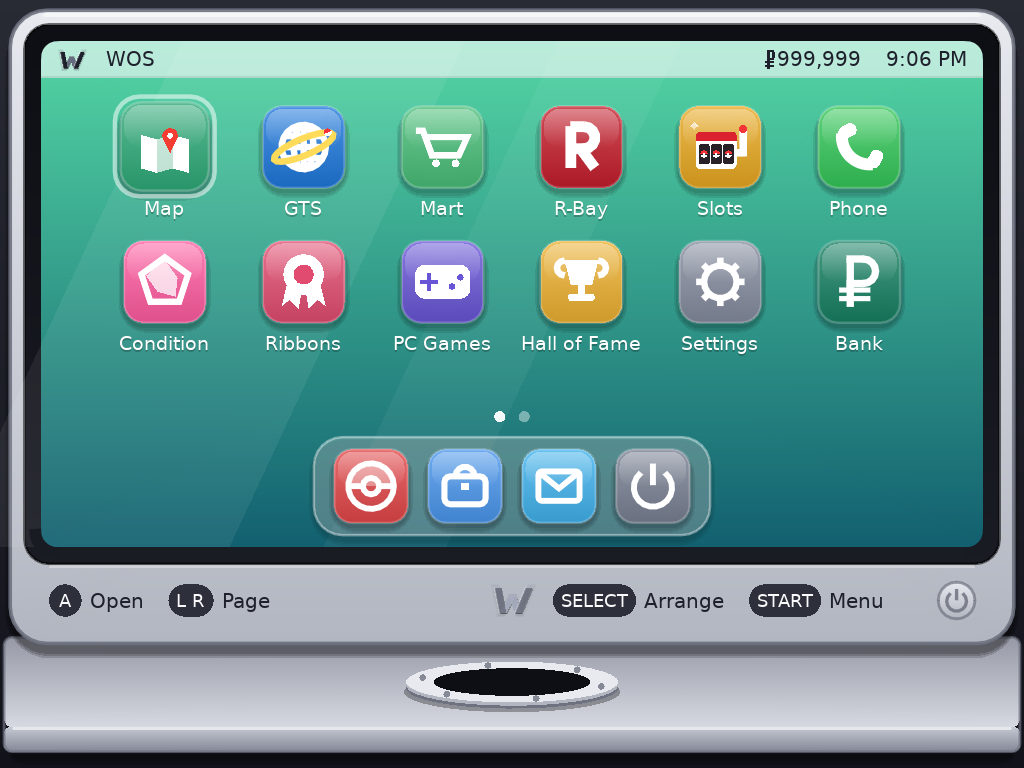 W WOS ₽999,999 9:06 PM
Map GTS Mart R-Bay Slots Phone
Condition Ribbons PC Games Hall of Fame Settings Bank
A Open L R Page W SELECT Arrange START Menu